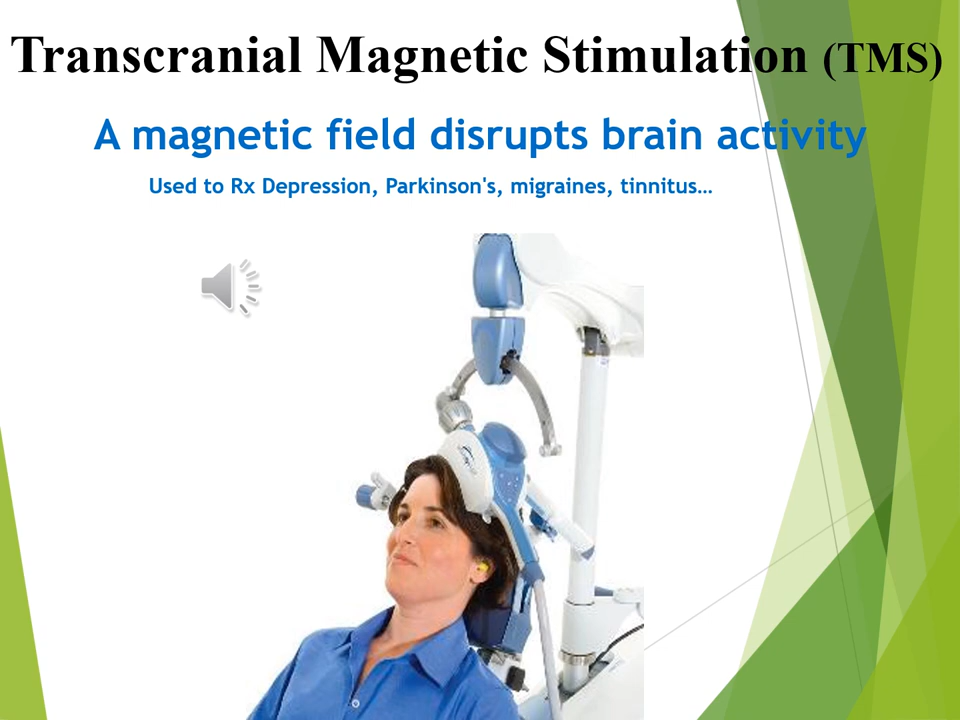 Transcranial Magnetic Stimulation (TMS)
A magnetic field disrupts brain activity
Used to Rx Depression, Parkinson's, migraines, tinnitus…